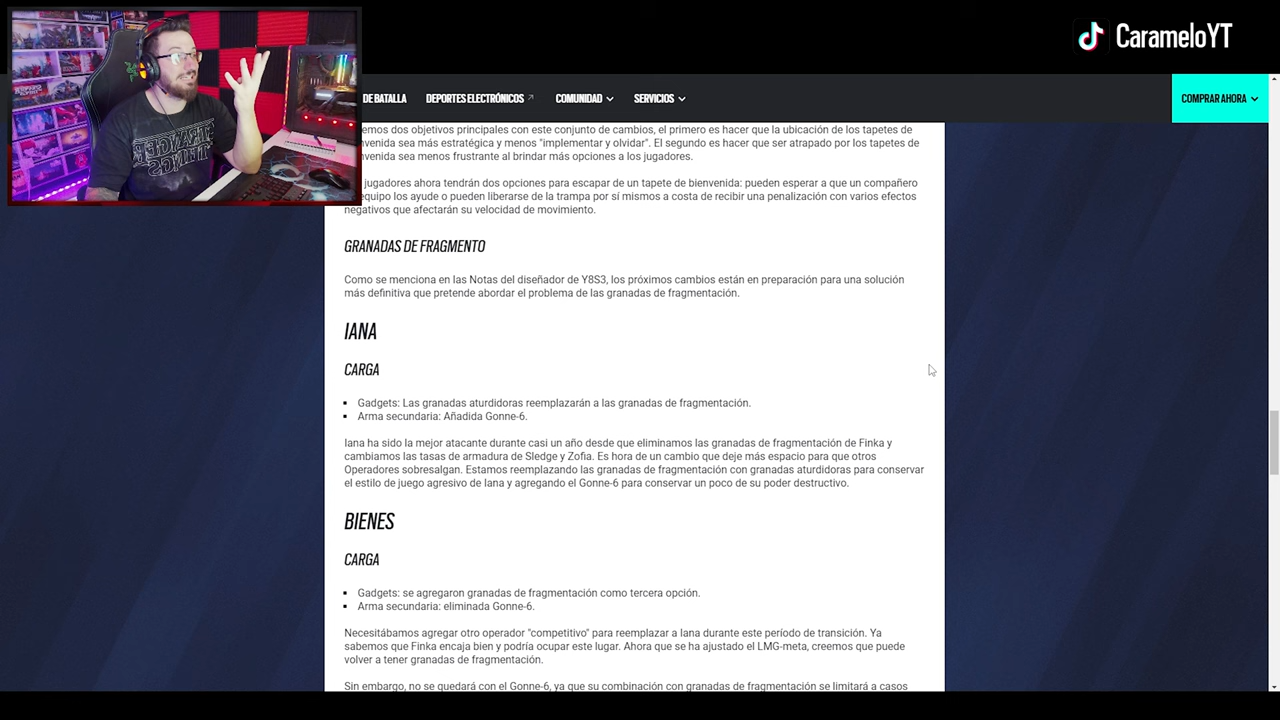 CarameloYT
DE BATALLA
DEPORTES ELECTRÓNICOS
COMUNIDAD
SERVICIOS
COMPRAR AHORA
emos dos objetivos principales con este conjunto de cambios, el primero es hacer que la ubicación de los tapetes de
nvenida sea más estratégica y menos "implementar y olvidar". El segundo es hacer que ser atrapado por los tapetes de
nvenida sea menos frustrante al brindar más opciones a los jugadores.
jugadores ahora tendrán dos opciones para escapar de un tapete de bienvenida: pueden esperar a que un compañero
equipo los ayude o pueden liberarse de la trampa por sí mismos a costa de recibir una penalización con varios efectos
negativos que afectarán su velocidad de movimiento.
GRANADAS DE FRAGMENTO
Como se menciona en las Notas del diseñador de Y8S3, los próximos cambios están en preparación para una solución
más definitiva que pretende abordar el problema de las granadas de fragmentación.
IANA
CARGA
▪ Gadgets: Las granadas aturdidoras reemplazarán a las granadas de fragmentación.
▪ Arma secundaria: Añadida Gonne-6.
Iana ha sido la mejor atacante durante casi un año desde que eliminamos las granadas de fragmentación de Finka y
cambiamos las tasas de armadura de Sledge y Zofia. Es hora de un cambio que deje más espacio para que otros
Operadores sobresalgan. Estamos reemplazando las granadas de fragmentación con granadas aturdidoras para conservar
el estilo de juego agresivo de Iana y agregando el Gonne-6 para conservar un poco de su poder destructivo.
BIENES
CARGA
▪ Gadgets: se agregaron granadas de fragmentación como tercera opción.
▪ Arma secundaria: eliminada Gonne-6.
Necesitábamos agregar otro operador "competitivo" para reemplazar a Iana durante este período de transición. Ya
sabemos que Finka encaja bien y podría ocupar este lugar. Ahora que se ha ajustado el LMG-meta, creemos que puede
volver a tener granadas de fragmentación.
Sin embargo, no se quedará con el Gonne-6, ya que su combinación con granadas de fragmentación se limitará a casos